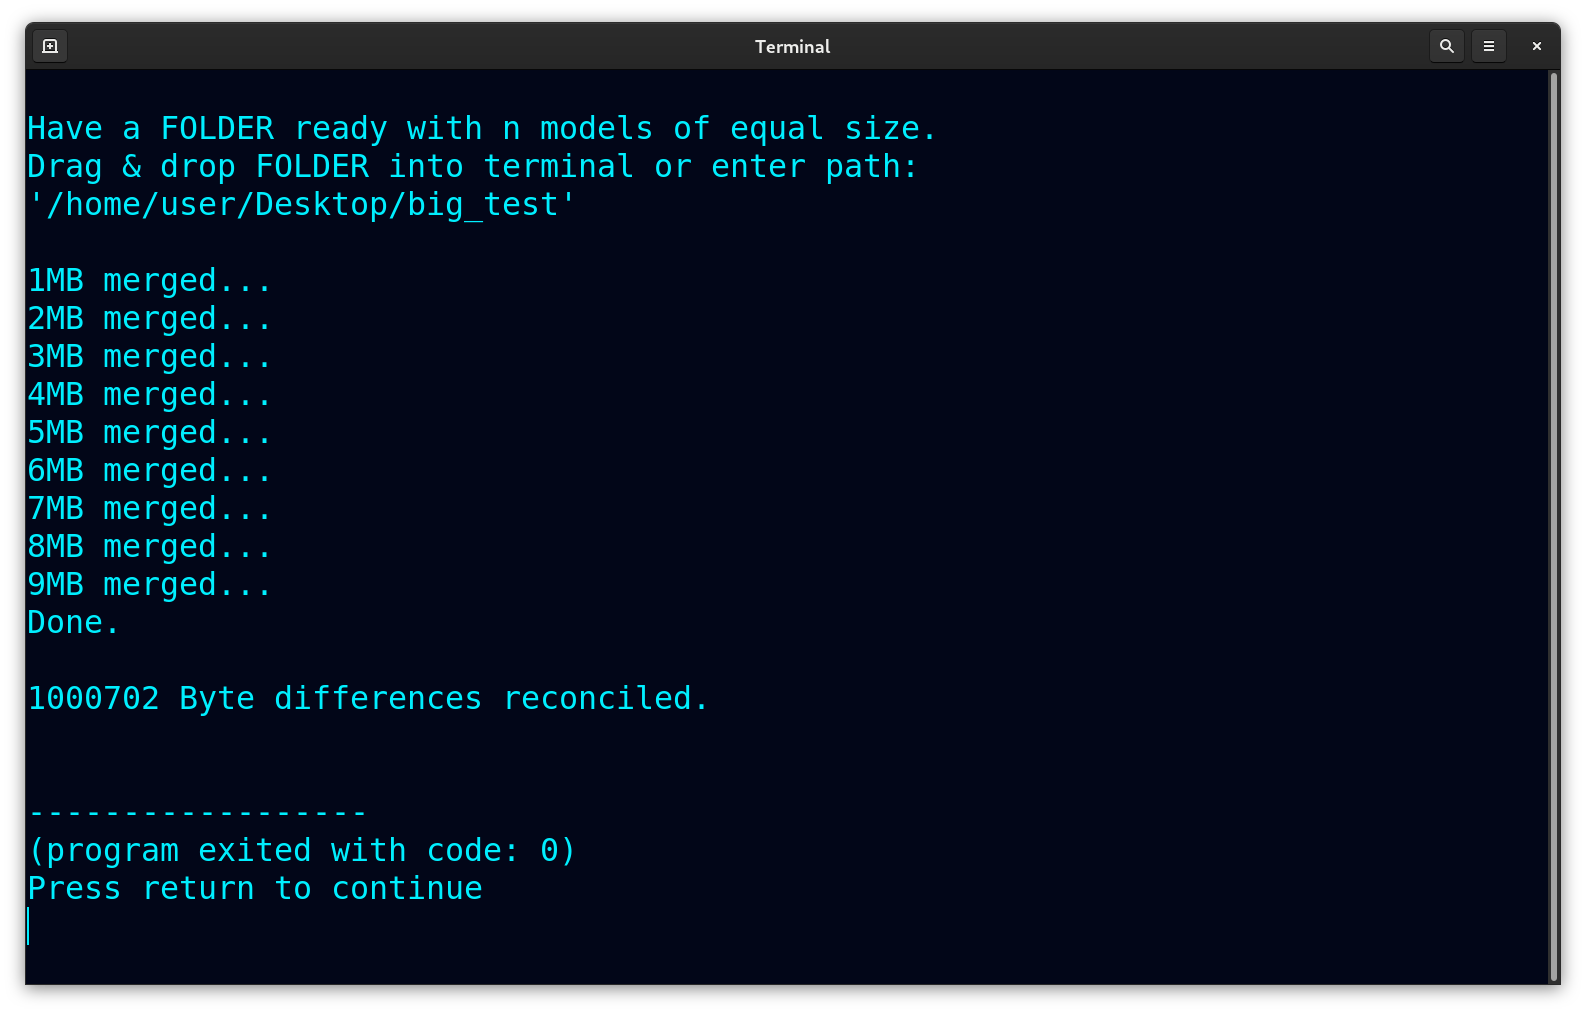 Terminal
Have a FOLDER ready with n models of equal size.
Drag & drop FOLDER into terminal or enter path:
'/home/user/Desktop/big_test'
1MB merged...
2MB merged...
3MB merged...
4MB merged...
5MB merged...
6MB merged...
7MB merged...
8MB merged...
9MB merged...
Done.
1000702 Byte differences reconciled.
------------------
(program exited with code: 0)
Press return to continue